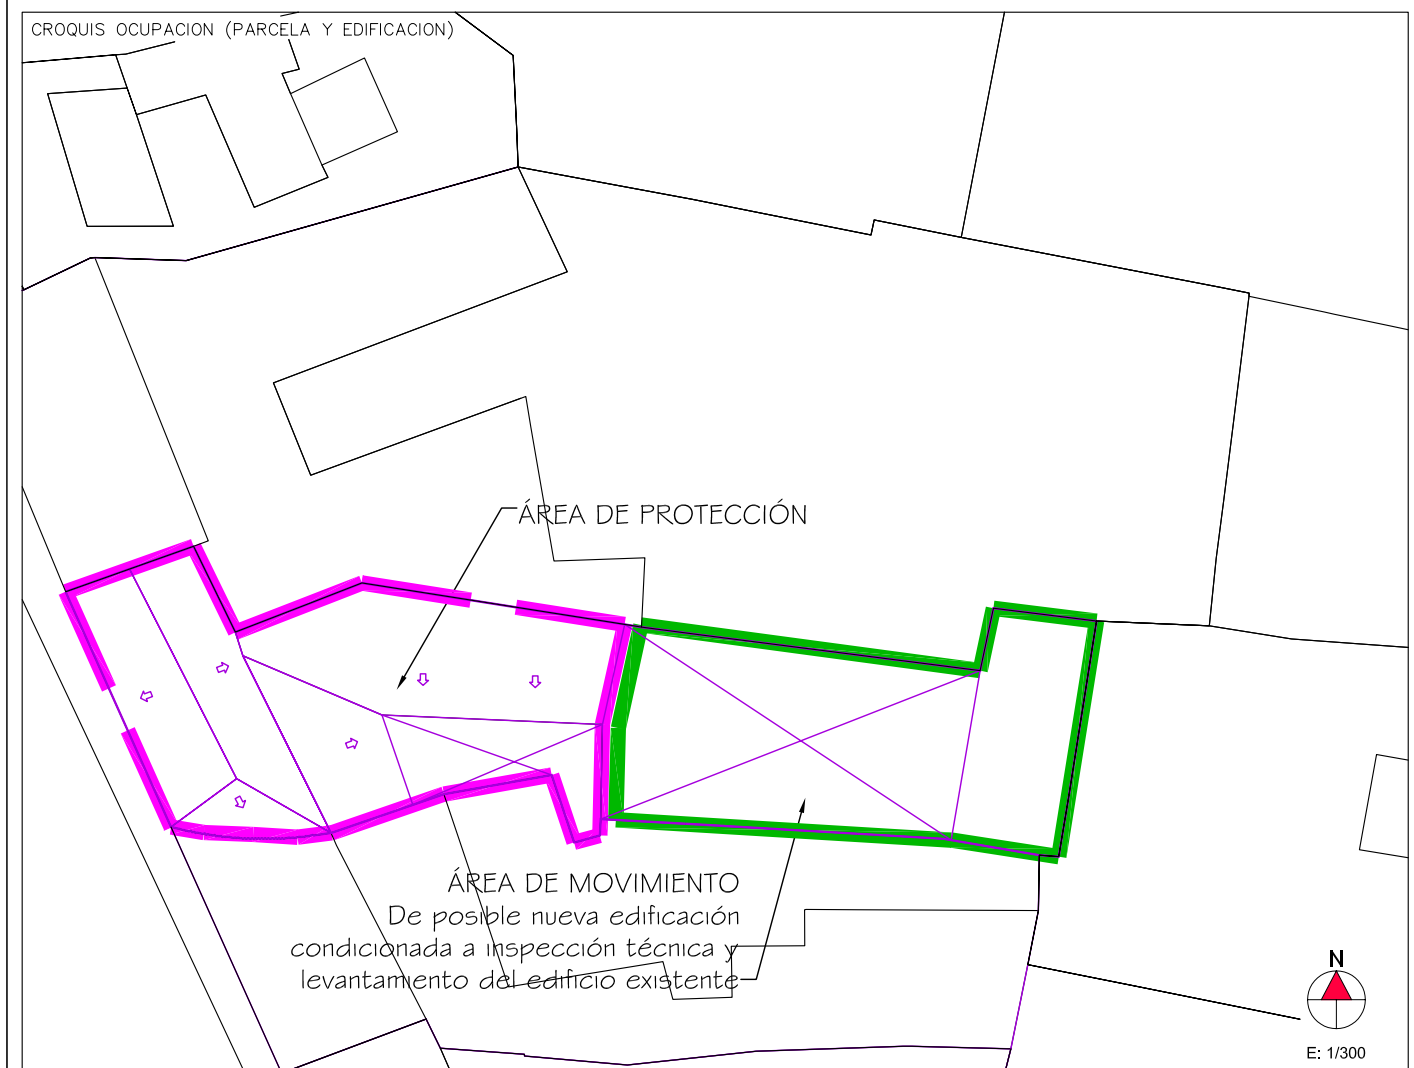 CROQUIS OCUPACION (PARCELA Y EDIFICACION)
ÁREA DE PROTECCIÓN
ÁREA DE MOVIMIENTO
De posible nueva edificación
condicionada a inspección técnica y
levantamiento del edificio existente
N
E: 1/300